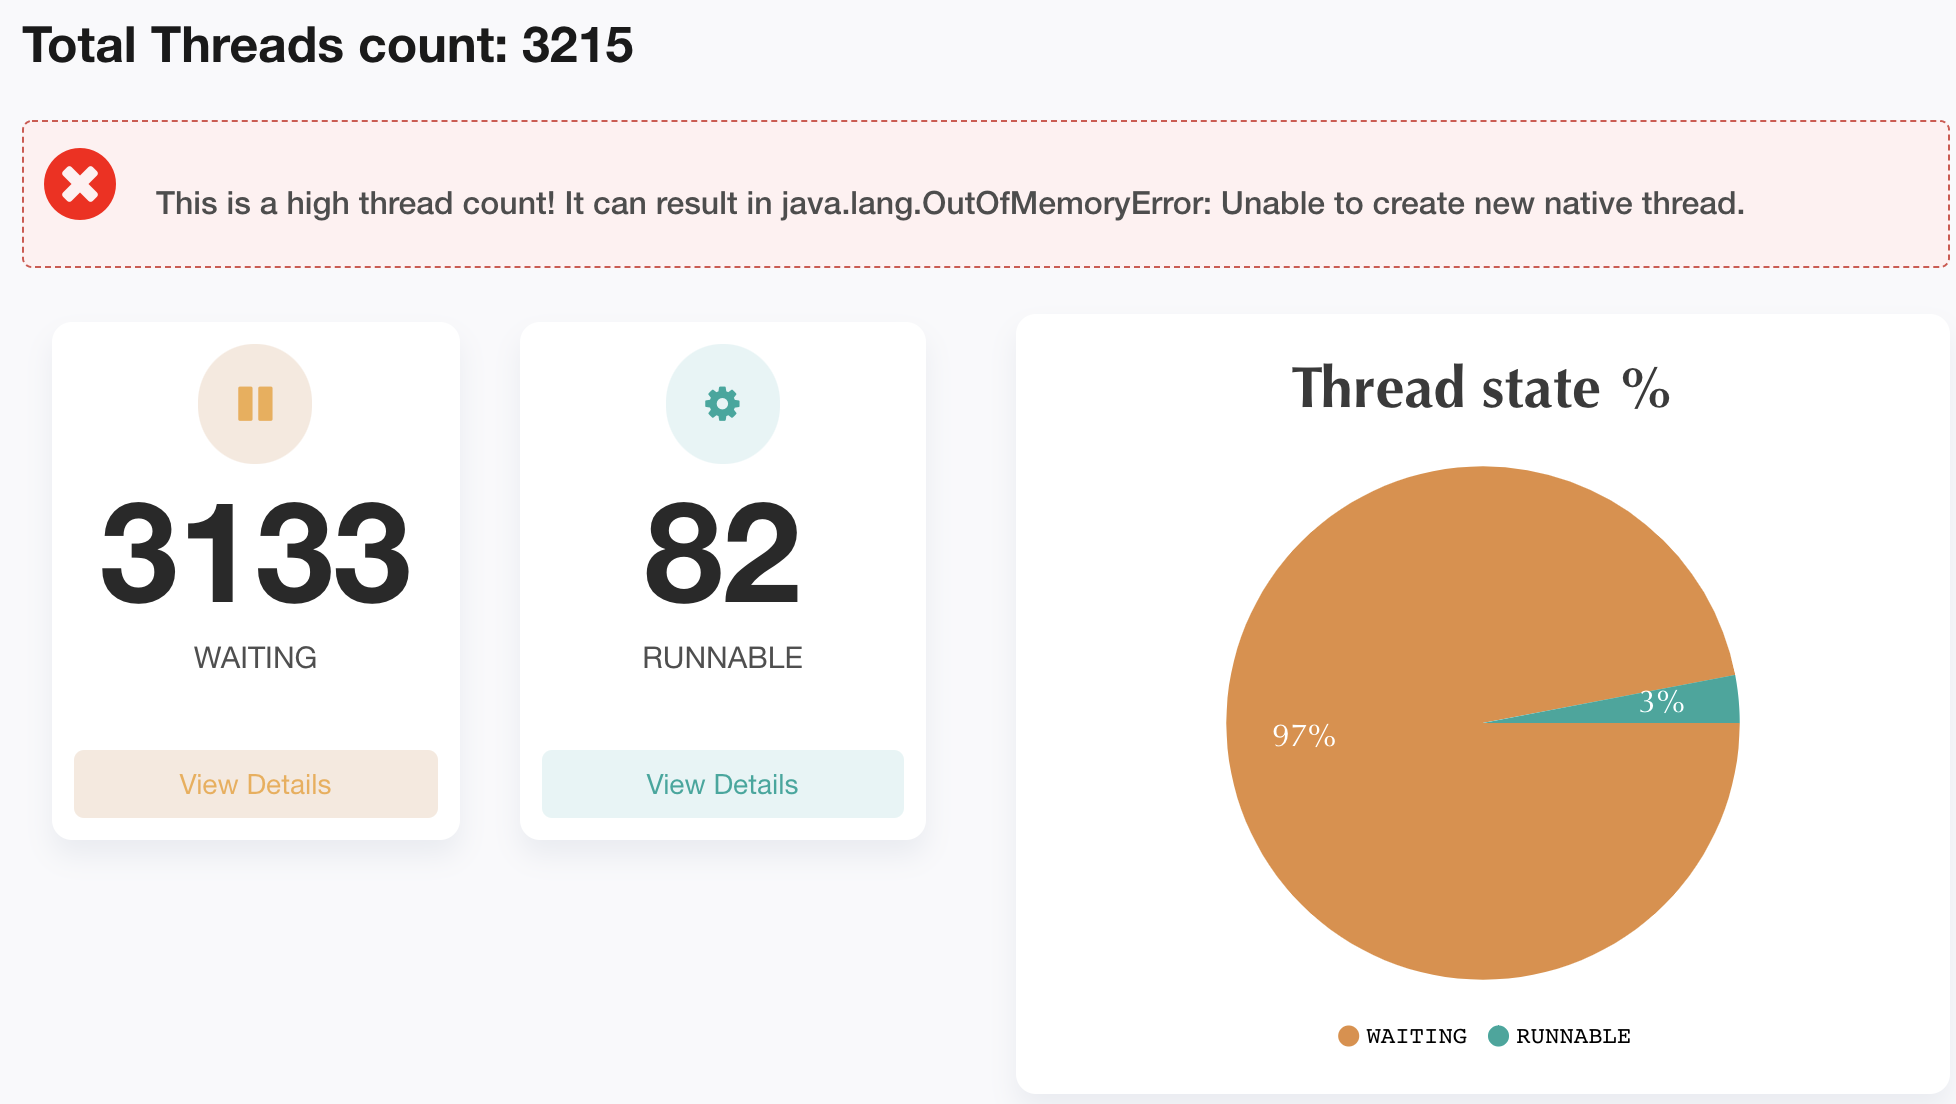 Total Threads count: 3215
This is a high thread count! It can result in java.lang.OutOfMemoryError: Unable to create new native thread.
3133
WAITING
View Details
82
RUNNABLE
View Details
Thread state %
97%
3%
WAITING
RUNNABLE